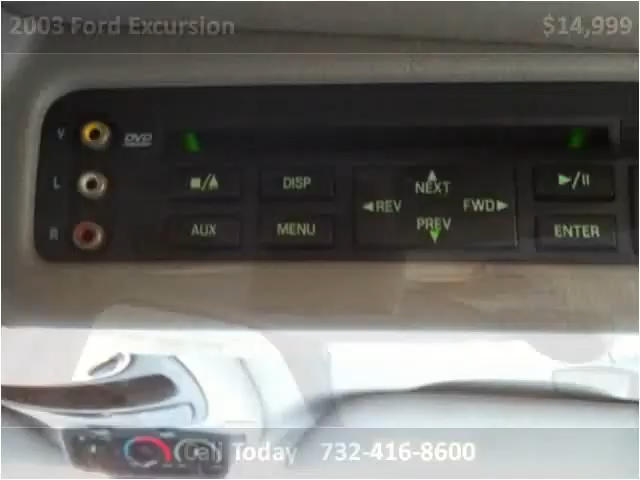 2003 Ford Excursion $14,999
V DVD
L ■/▲ DISP ▲ NEXT ►/II
◄REV FWD►
R AUX MENU PREV ▼ ENTER
Call Today 732-416-8600